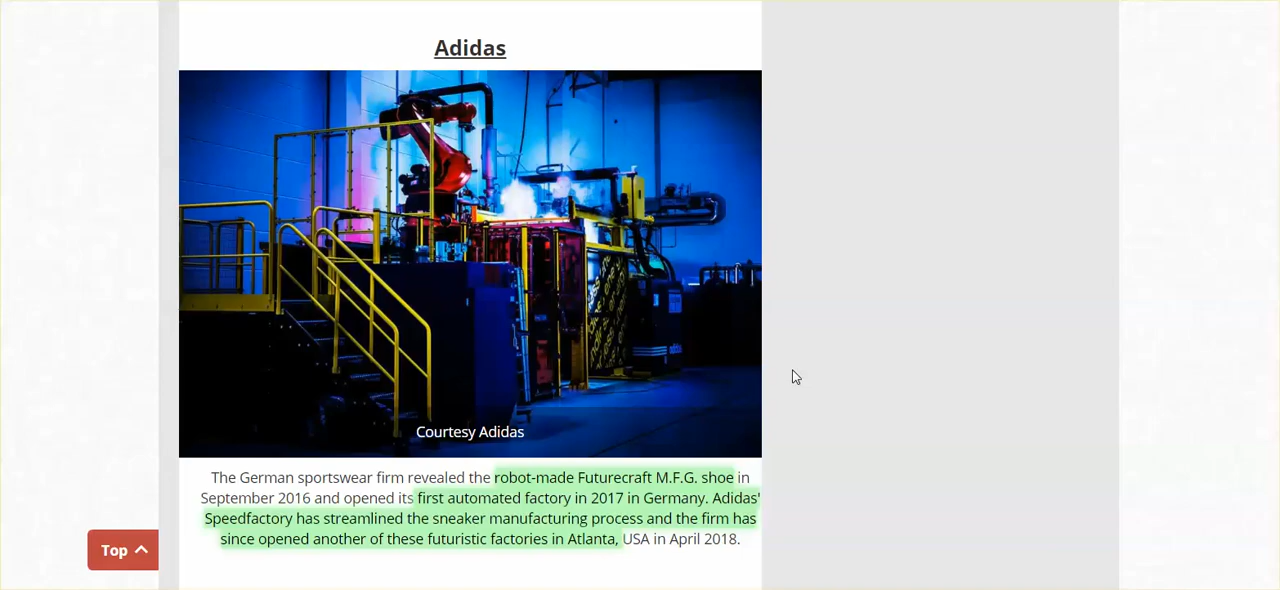 Adidas
Courtesy Adidas
The German sportswear firm revealed the robot-made Futurecraft M.F.G. shoe in
September 2016 and opened its first automated factory in 2017 in Germany. Adidas'
Speedfactory has streamlined the sneaker manufacturing process and the firm has
since opened another of these futuristic factories in Atlanta, USA in April 2018.
Top